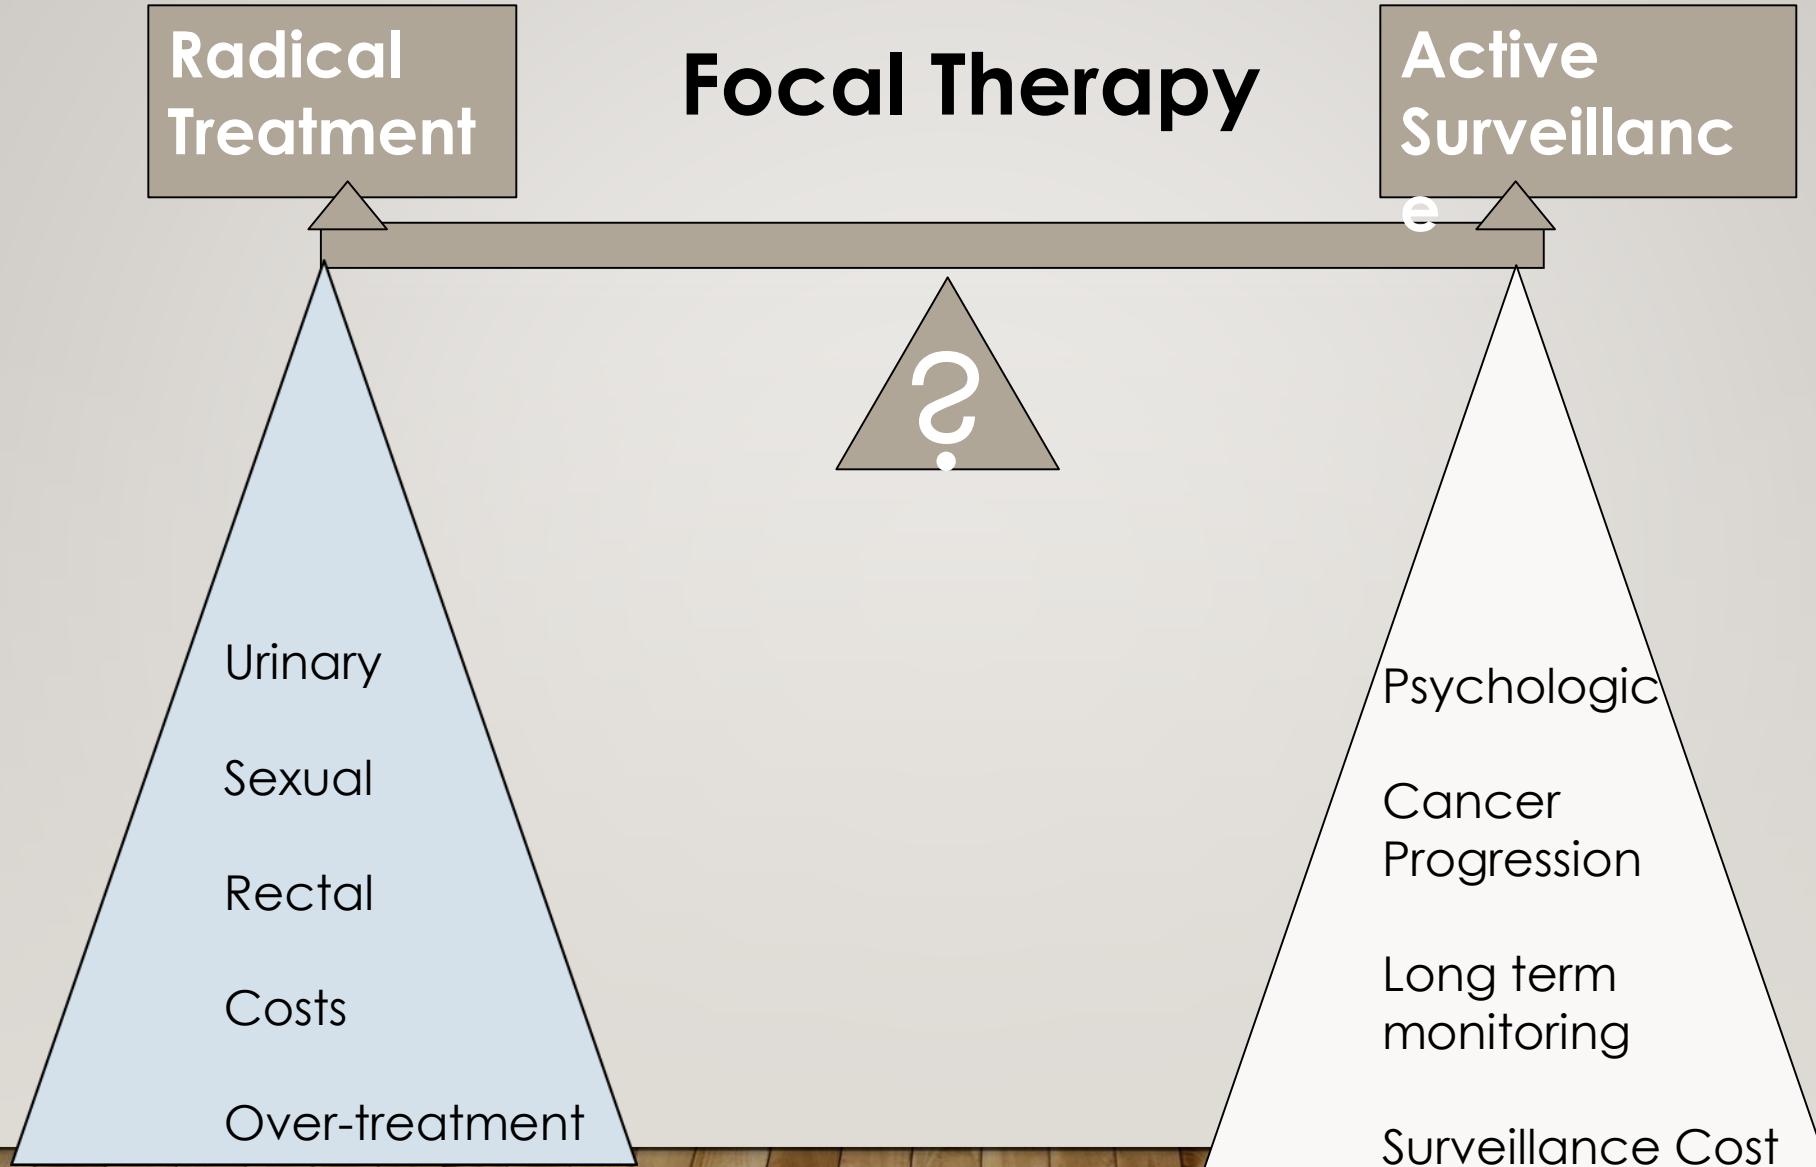 Radical
Treatment
Focal Therapy
Active
Surveillanc
e
?
Urinary
Sexual
Rectal
Costs
Over-treatment
Psychologic
Cancer
Progression
Long term
monitoring
Surveillance Cost